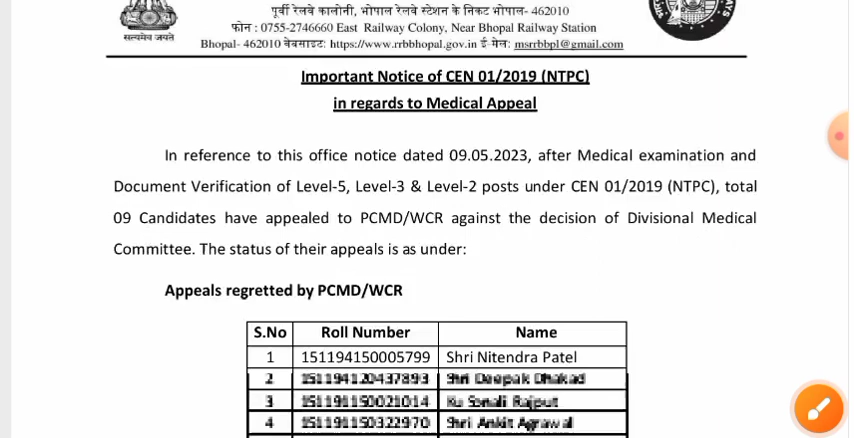 पूर्वी रेलवे कालोनी, भोपाल रेलवे स्टेशन के निकट भोपाल- 462010
सत्यमेव जयते
फोन : 0755-2746660 East Railway Colony, Near Bhopal Railway Station
Bhopal- 462010 वेबसाइट: https://www.rrbbhopal.gov.in ई-मेल: msrrbbpl@gmail.com
Important Notice of CEN 01/2019 (NTPC)
in regards to Medical Appeal
In reference to this office notice dated 09.05.2023, after Medical examination and
Document Verification of Level-5, Level-3 & Level-2 posts under CEN 01/2019 (NTPC), total
09 Candidates have appealed to PCMD/WCR against the decision of Divisional Medical
Committee. The status of their appeals is as under:
Appeals regretted by PCMD/WCR
S.No Roll Number Name
1 151194150005799 Shri Nitendra Patel
2 151194120437893 Shri Deepak Dhakad
3 151191150021014 Ku Sonali Rajput
4 151191150322970 Shri Ankit Agrawal